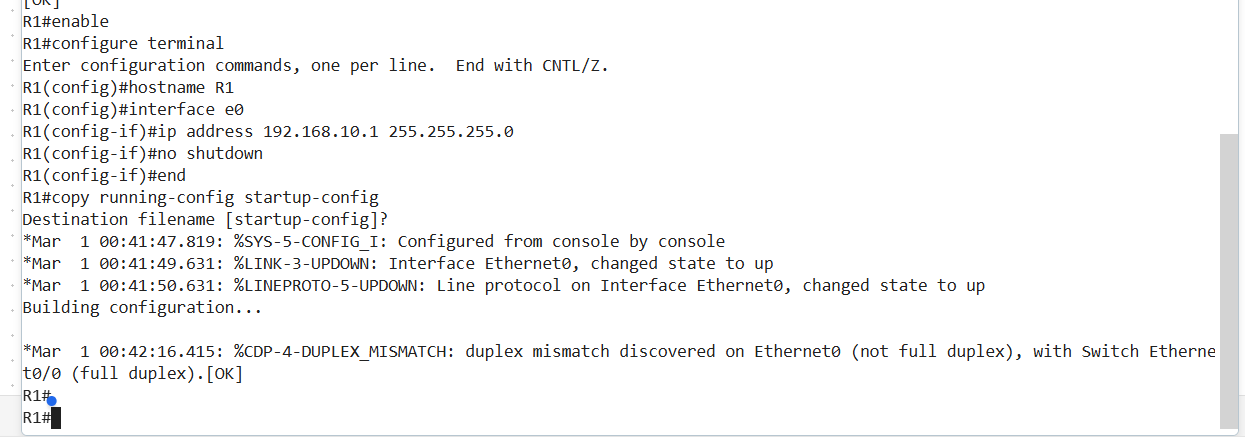 [OK]
R1#enable
R1#configure terminal
Enter configuration commands, one per line.  End with CNTL/Z.
R1(config)#hostname R1
R1(config)#interface e0
R1(config-if)#ip address 192.168.10.1 255.255.255.0
R1(config-if)#no shutdown
R1(config-if)#end
R1#copy running-config startup-config
Destination filename [startup-config]?
*Mar  1 00:41:47.819: %SYS-5-CONFIG_I: Configured from console by console
*Mar  1 00:41:49.631: %LINK-3-UPDOWN: Interface Ethernet0, changed state to up
*Mar  1 00:41:50.631: %LINEPROTO-5-UPDOWN: Line protocol on Interface Ethernet0, changed state to up
Building configuration...
*Mar  1 00:42:16.415: %CDP-4-DUPLEX_MISMATCH: duplex mismatch discovered on Ethernet0 (not full duplex), with Switch Etherne
t0/0 (full duplex).[OK]
R1#
R1#